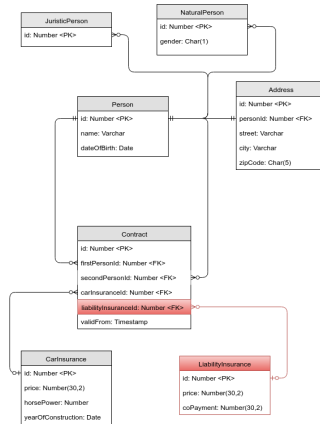 JuristicPerson
id: Number <PK>
NaturalPerson
id: Number <PK>
gender: Char(1)
Person
id: Number <PK>
name: Varchar
dateOfBirth: Date
Address
id: Number <PK>
personId: Number <FK>
street: Varchar
city: Varchar
zipCode: Char(5)
Contract
id: Number <PK>
firstPersonId: Number <FK>
secondPersonId: Number <FK>
carInsuranceId: Number <FK>
liabilityInsuranceId: Number <FK>
validFrom: Timestamp
CarInsurance
id: Number <PK>
price: Number(30,2)
horsePower: Number
yearOfConstruction: Date
LiabilityInsurance
id: Number <PK>
price: Number(30,2)
coPayment: Number(30,2)